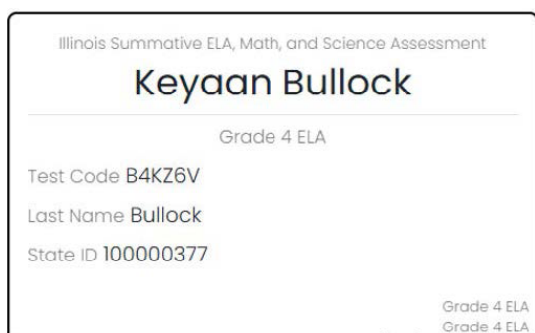 Illinois Summative ELA, Math, and Science Assessment
Keyaan Bullock
Grade 4 ELA
Test Code B4KZ6V
Last Name Bullock
State ID 100000377
Grade 4 ELA
Grade 4 ELA